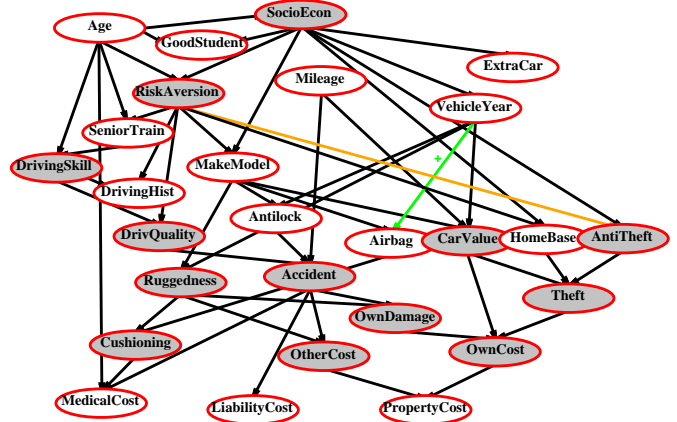 SocioEcon
Age
GoodStudent
ExtraCar
Mileage
RiskAversion
VehicleYear
SeniorTrain
+
DrivingSkill
MakeModel
DrivingHist
Antilock
DrivQuality
Airbag
CarValue
HomeBase
AntiTheft
Accident
Ruggedness
Theft
OwnDamage
Cushioning
OtherCost
OwnCost
MedicalCost
LiabilityCost
PropertyCost